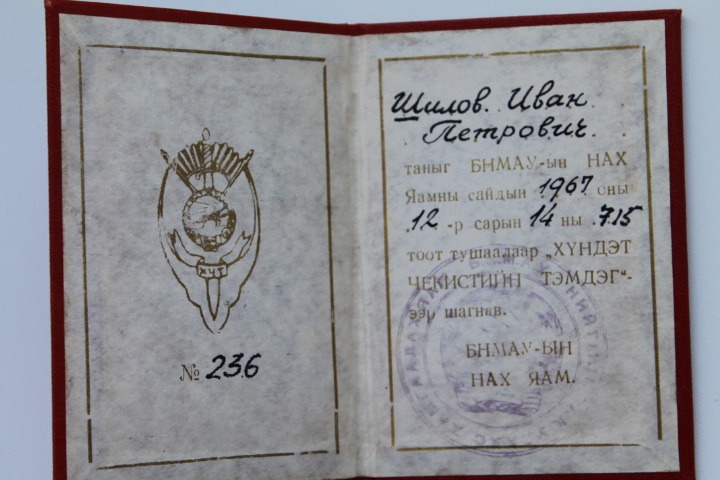 ХЧТ
№ 236
Шилов Иван
Петрович.
таныг БНМАУ-ын НАХ
Ямны сайдын 1967 оны
12 -р сарын 14 ны 715
тоот тушаалаар „ХҮНДЭТ
ЧЕКИСТИЙН ТЭМДЭГ“-
ээр шагнав.
БНМАУ-ЫН
НАХ ЯАМ.